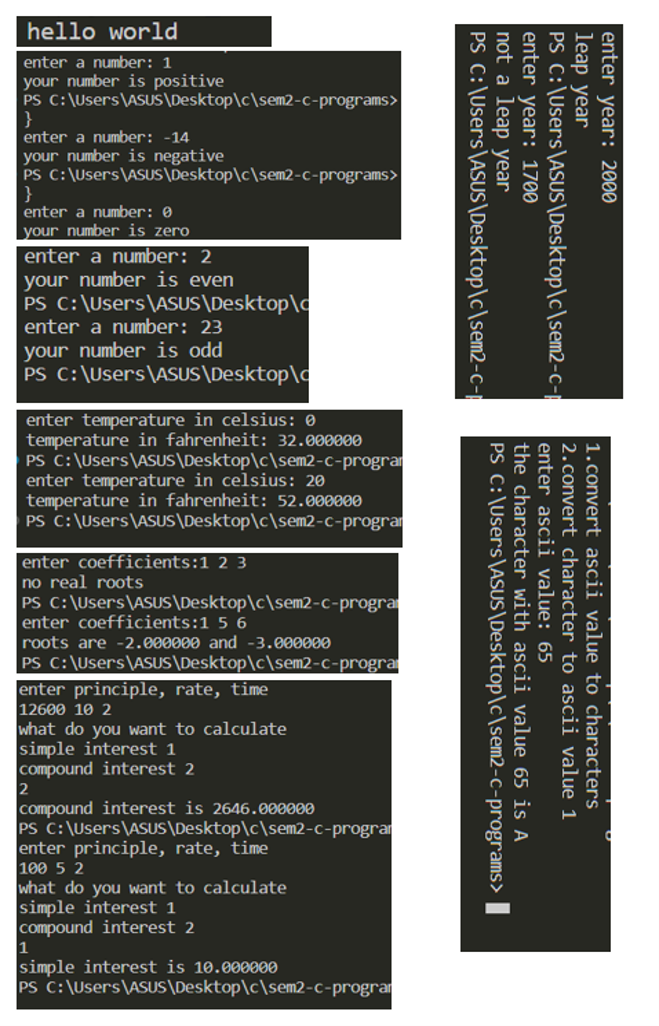 hello world
enter a number: 1
your number is positive
PS C:\Users\ASUS\Desktop\c\sem2-c-programs>
}
enter a number: -14
your number is negative
PS C:\Users\ASUS\Desktop\c\sem2-c-programs>
}
enter a number: 0
your number is zero
enter a number: 2
your number is even
PS C:\Users\ASUS\Desktop\c
enter a number: 23
your number is odd
PS C:\Users\ASUS\Desktop\c
enter temperature in celsius: 0
temperature in fahrenheit: 32.000000
PS C:\Users\ASUS\Desktop\c\sem2-c-program
enter temperature in celsius: 20
temperature in fahrenheit: 52.000000
PS C:\Users\ASUS\Desktop\c\sem2-c-program
enter coefficients:1 2 3
no real roots
PS C:\Users\ASUS\Desktop\c\sem2-c-program
enter coefficients:1 5 6
roots are -2.000000 and -3.000000
PS C:\Users\ASUS\Desktop\c\sem2-c-program
enter principle, rate, time
12600 10 2
what do you want to calculate
simple interest 1
compound interest 2
2
compound interest is 2646.000000
PS C:\Users\ASUS\Desktop\c\sem2-c-program
enter principle, rate, time
100 5 2
what do you want to calculate
simple interest 1
compound interest 2
1
simple interest is 10.000000
PS C:\Users\ASUS\Desktop\c\sem2-c-program
enter year: 2000
leap year
PS C:\Users\ASUS\Desktop\c\sem2-c-p
enter year: 1700
not a leap year
PS C:\Users\ASUS\Desktop\c\sem2-c-p
1.convert ascii value to characters
2.convert character to ascii value 1
enter ascii value: 65
the character with ascii value 65 is A
PS C:\Users\ASUS\Desktop\c\sem2-c-programs>